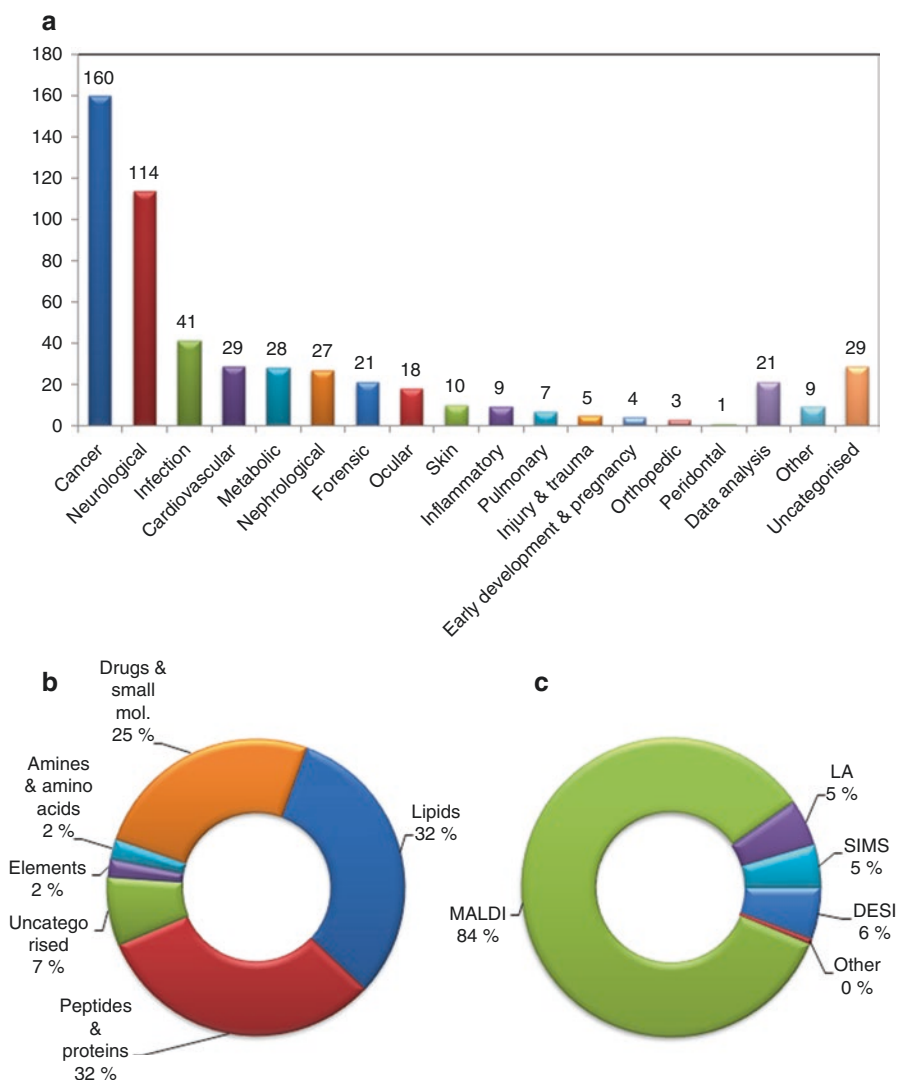 a
180
160
140
120
100
80
60
40
20
0
160
114
41
29
28
27
21
18
10
9
7
5
4
3
1
21
9
29
Cancer
Neurological
Infection
Cardiovascular
Metabolic
Nephrological
Forensic
Ocular
Skin
Inflammatory
Pulmonary
Injury & trauma
Early development & pregnancy
Orthopedic
Peridontal
Data analysis
Other
Uncategorised
b
Drugs &
small
mol.
25 %
Amines
& amino
acids
2 %
Elements
2 %
Uncatego
rised
7 %
Peptides
&
proteins
32 %
Lipids
32 %
c
LA
5 %
SIMS
5 %
DESI
6 %
Other
0 %
MALDI
84 %